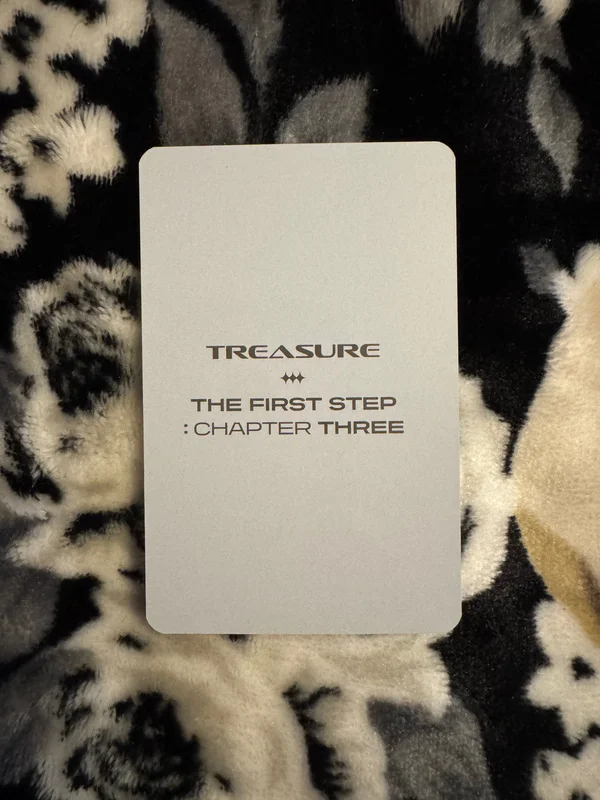 TREASURE
THE FIRST STEP
: CHAPTER THREE